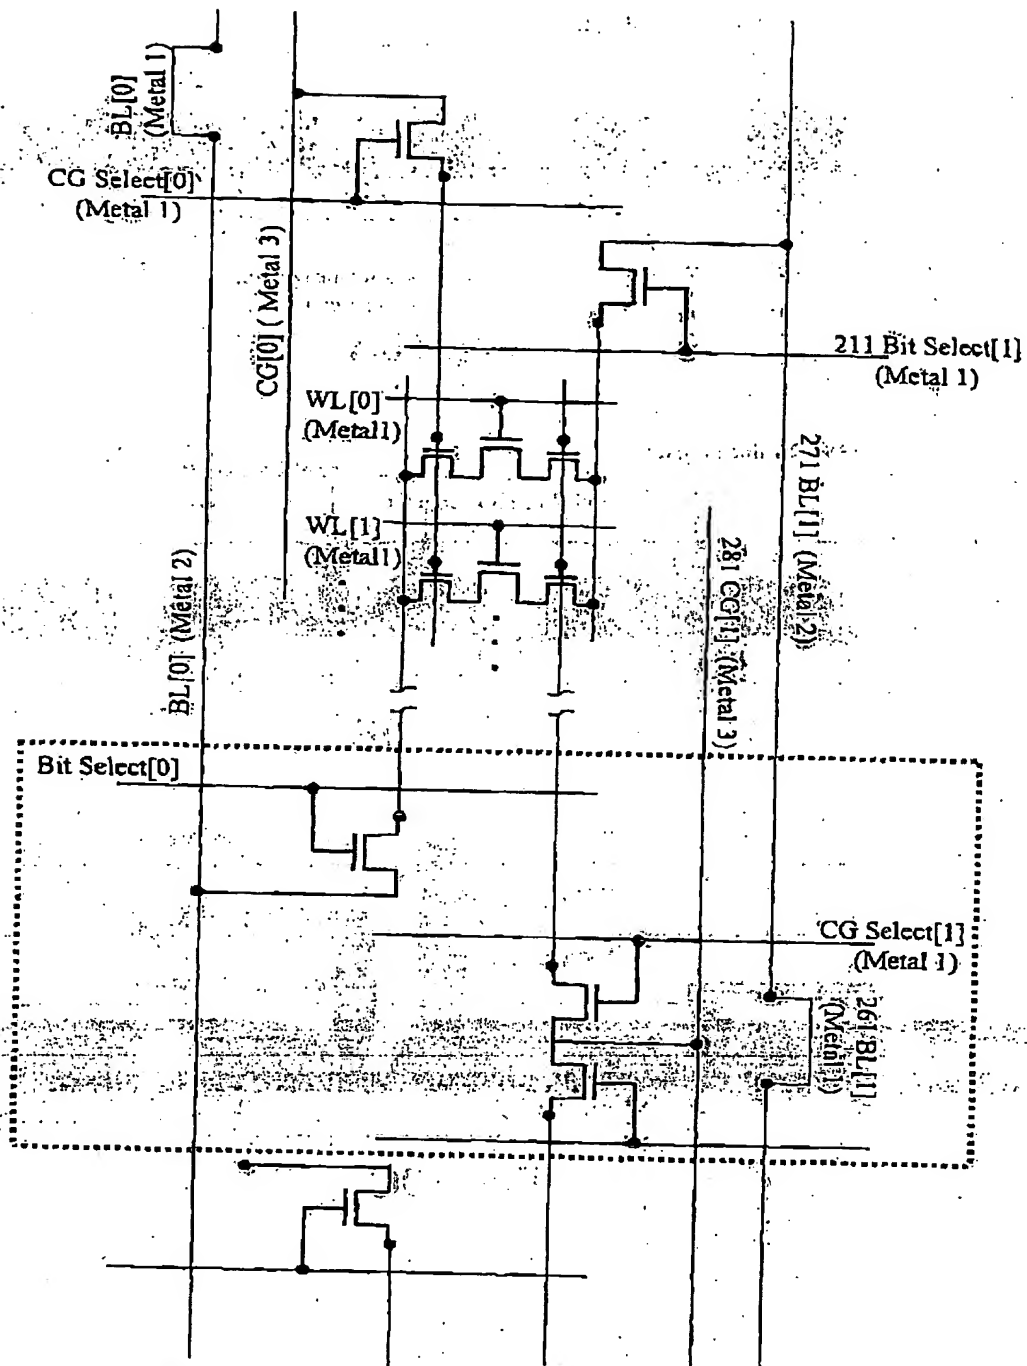 BL[0]
(Metal 1)
CG Select[0]
(Metal 1)
CG[0] ( Metal 3)
211 Bit Select[1]
(Metal 1)
WL[0]
(Metal1)
WL[1]
(Metal1)
271 BL[1] (Metal 2)
281 CG[1] (Metal 3)
BL[0] (Metal 2)
Bit Select[0]
CG Select[1]
(Metal 1)
261 BL[1]
(Metal 1)